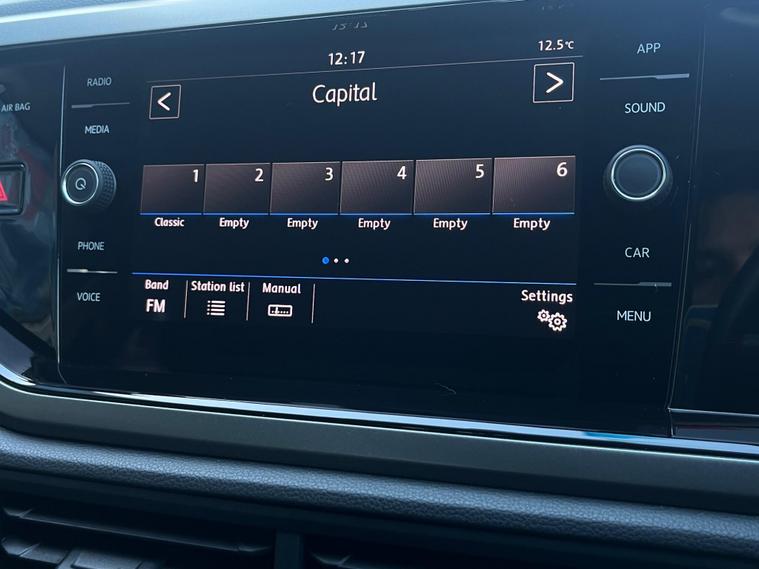 12:17
12.5°C
Capital
RADIO
MEDIA
PHONE
VOICE
AIR BAG
1 2 3 4 5 6
Classic Empty Empty Empty Empty Empty
Band Station list Manual
FM
Settings
APP
SOUND
CAR
MENU